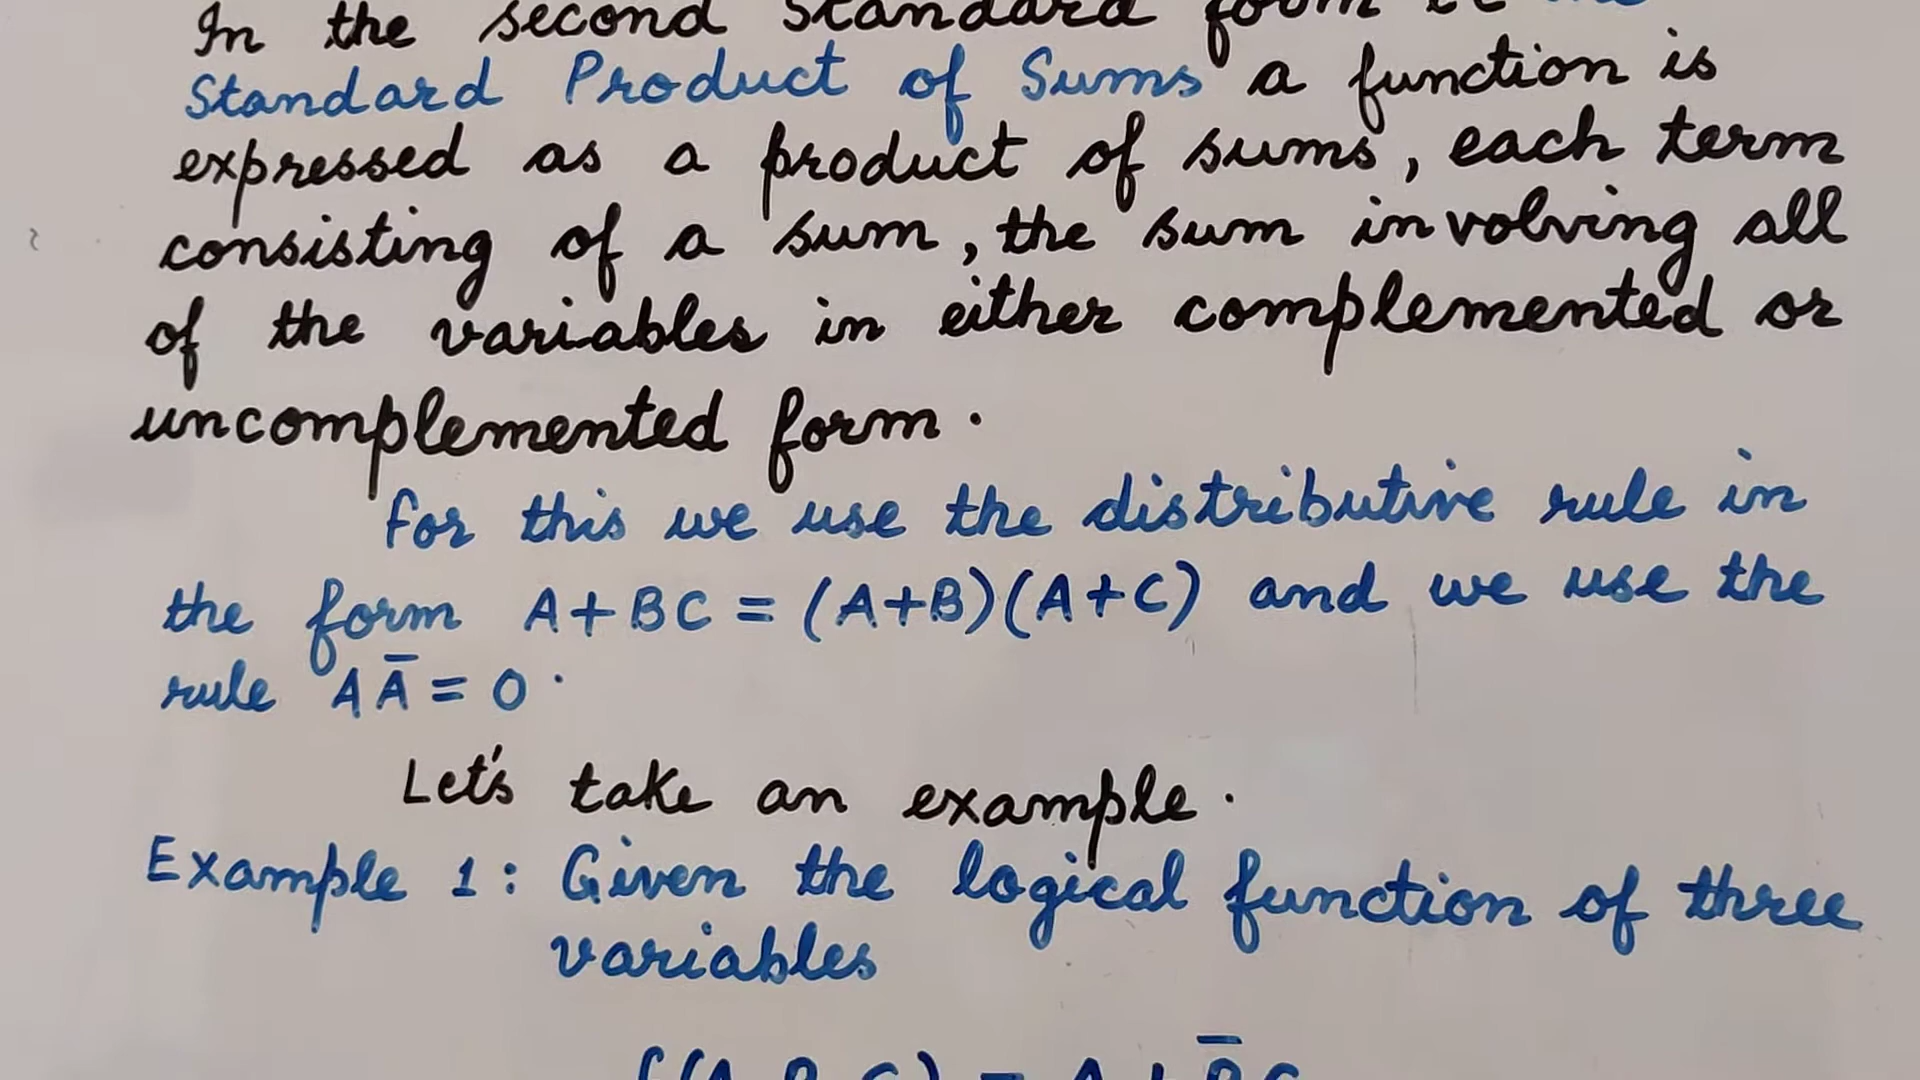 In the second standard form
Standard Product of Sums a function is
expressed as a product of sums, each term
consisting of a sum, the sum involving all
of the variables in either complemented or
uncomplemented form.
For this we use the distributive rule in
the form A+BC = (A+B)(A+C) and we use the
rule AĀ = 0.
Let's take an example.
Example 1: Given the logical function of three
variables